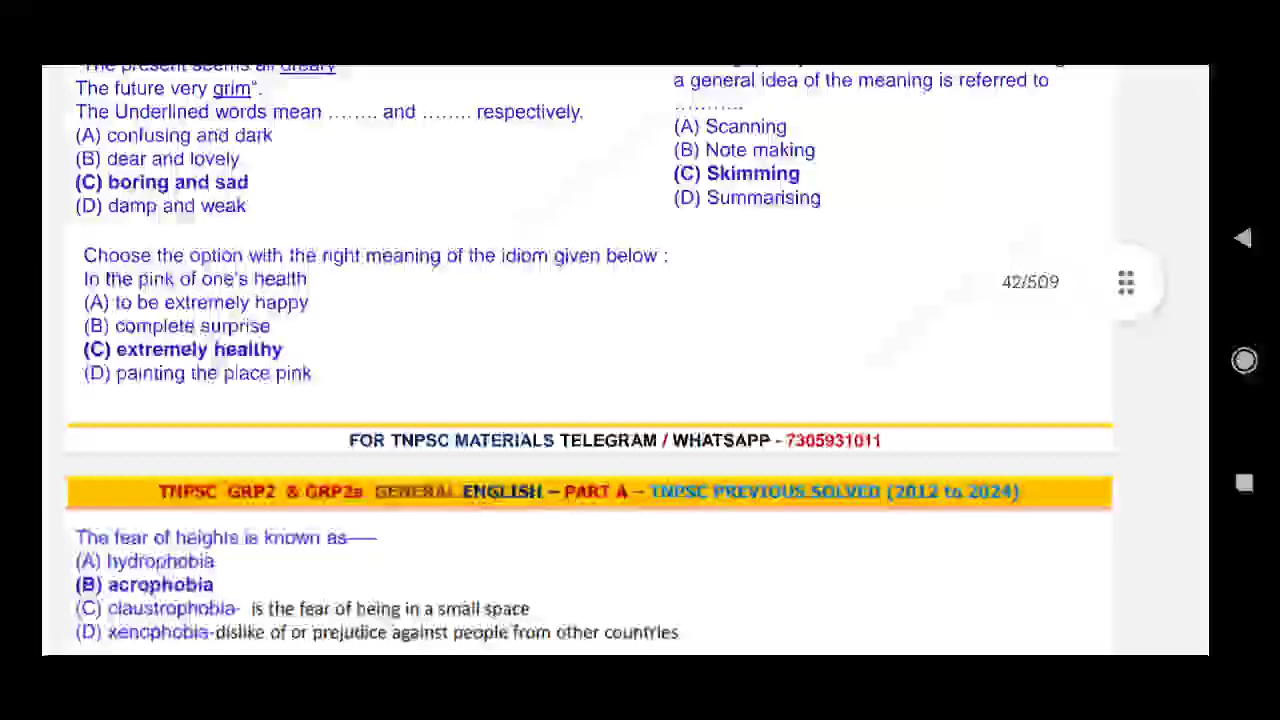 "The present seems all dreary
The future very grim".
The Underlined words mean ........ and ........ respectively.
(A) confusing and dark
(B) dear and lovely
(C) boring and sad
(D) damp and weak
a general idea of the meaning is referred to
...........
(A) Scanning
(B) Note making
(C) Skimming
(D) Summarising
Choose the option with the right meaning of the idiom given below :
In the pink of one's health
(A) to be extremely happy
(B) complete surprise
(C) extremely healthy
(D) painting the place pink
42/509
FOR TNPSC MATERIALS TELEGRAM / WHATSAPP - 7305931011
TNPSC GRP2 & GRP2a GENERAL ENGLISH – PART A – TNPSC PREVIOUS SOLVED (2012 to 2024)
The fear of heights is known as——
(A) hydrophobia
(B) acrophobia
(C) claustrophobia- is the fear of being in a small space
(D) xenophobia-dislike of or prejudice against people from other countries